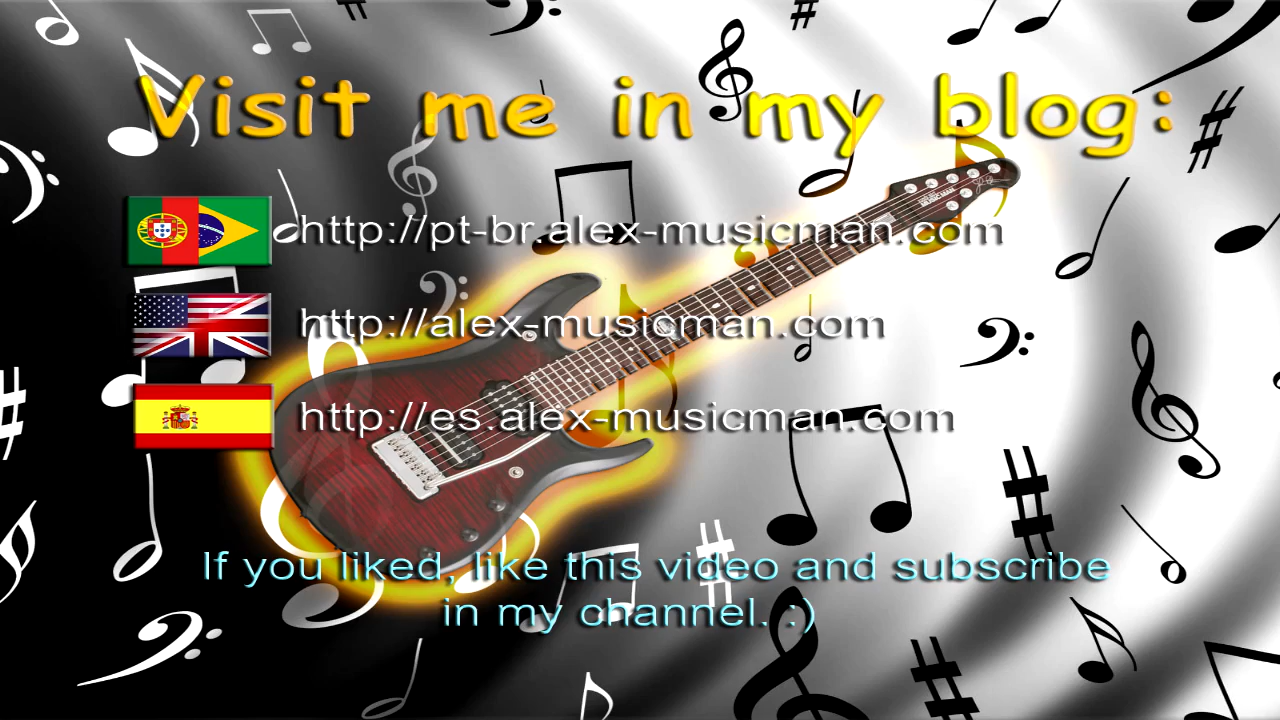 Visit me in my blog:
http://pt-br.alex-musicman.com
http://alex-musicman.com
http://es.alex-musicman.com
If you liked, like this video and subscribe
in my channel. :)